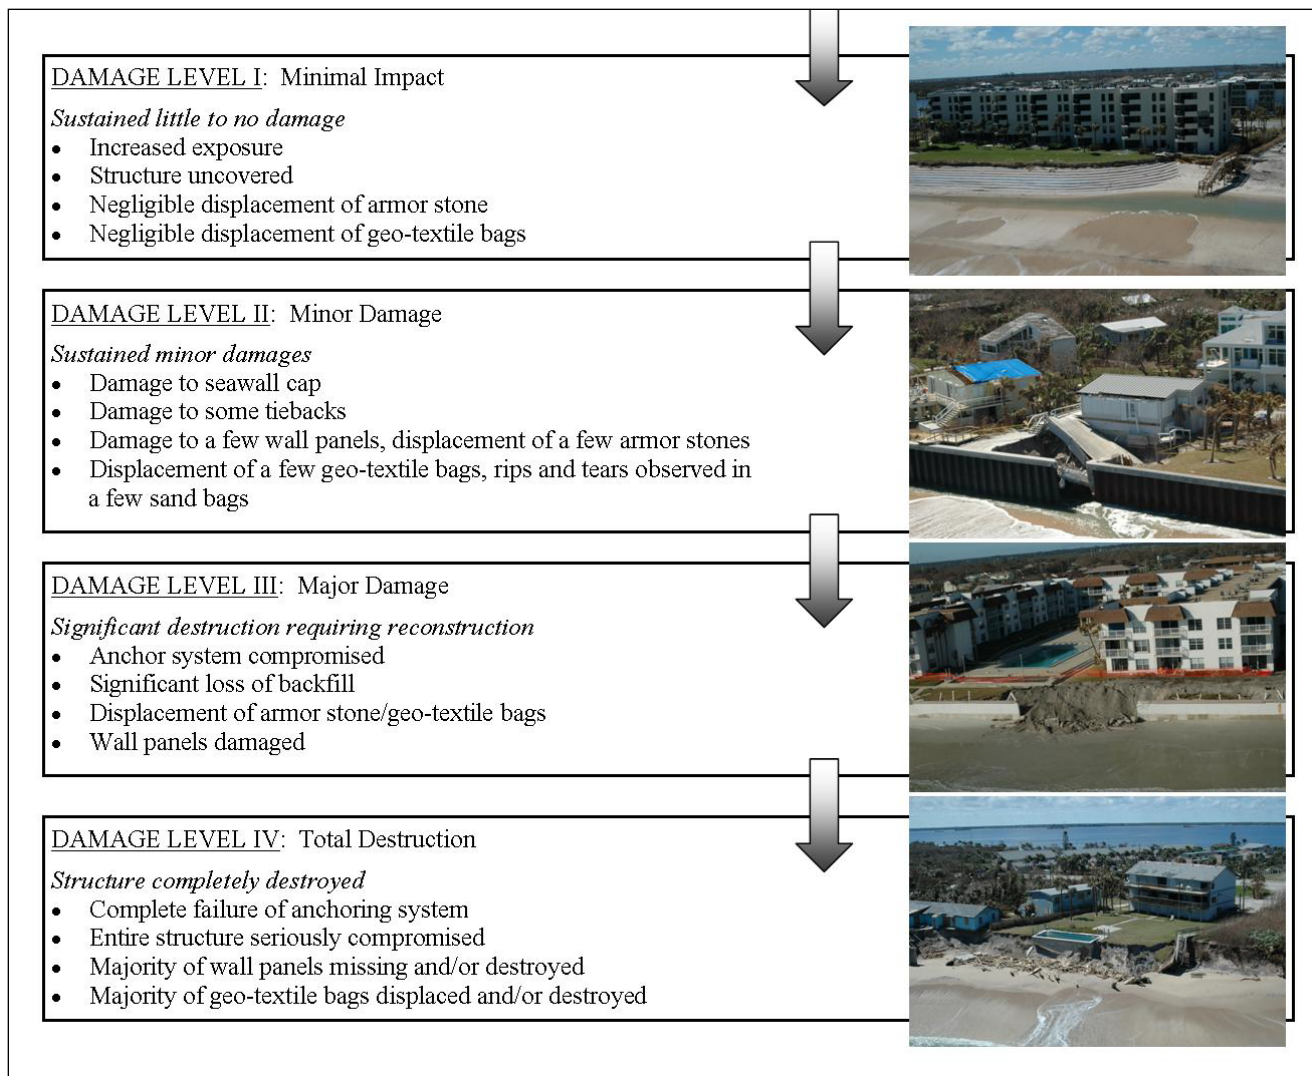 DAMAGE LEVEL I: Minimal Impact
Sustained little to no damage
• Increased exposure
• Structure uncovered
• Negligible displacement of armor stone
• Negligible displacement of geo-textile bags
DAMAGE LEVEL II: Minor Damage
Sustained minor damages
• Damage to seawall cap
• Damage to some tiebacks
• Damage to a few wall panels, displacement of a few armor stones
• Displacement of a few geo-textile bags, rips and tears observed in
a few sand bags
DAMAGE LEVEL III: Major Damage
Significant destruction requiring reconstruction
• Anchor system compromised
• Significant loss of backfill
• Displacement of armor stone/geo-textile bags
• Wall panels damaged
DAMAGE LEVEL IV: Total Destruction
Structure completely destroyed
• Complete failure of anchoring system
• Entire structure seriously compromised
• Majority of wall panels missing and/or destroyed
• Majority of geo-textile bags displaced and/or destroyed